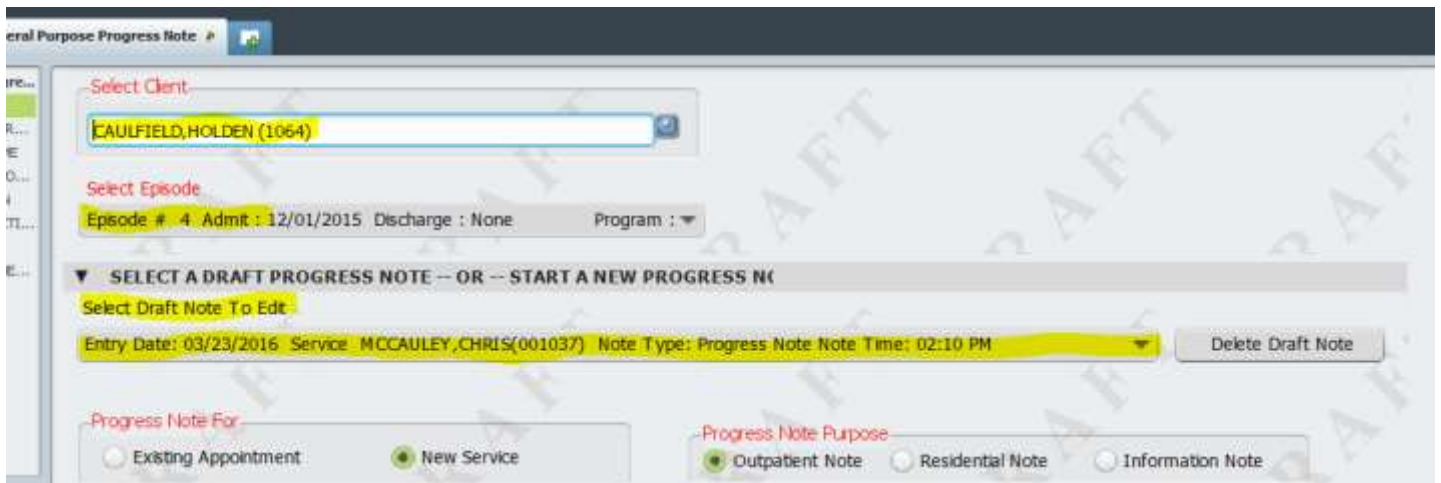 eral Purpose Progress Note
Select Client
CAULFIELD,HOLDEN (1064)
Select Episode
Episode # 4 Admit : 12/01/2015 Discharge : None Program :
SELECT A DRAFT PROGRESS NOTE -- OR -- START A NEW PROGRESS NO
Select Draft Note To Edit
Entry Date: 03/23/2016 Service MCCAULEY,CHRIS(001037) Note Type: Progress Note Note Time: 02:10 PM
Delete Draft Note
Progress Note For
Existing Appointment
New Service
Progress Note Purpose
Outpatient Note
Residential Note
Information Note
DRAFT